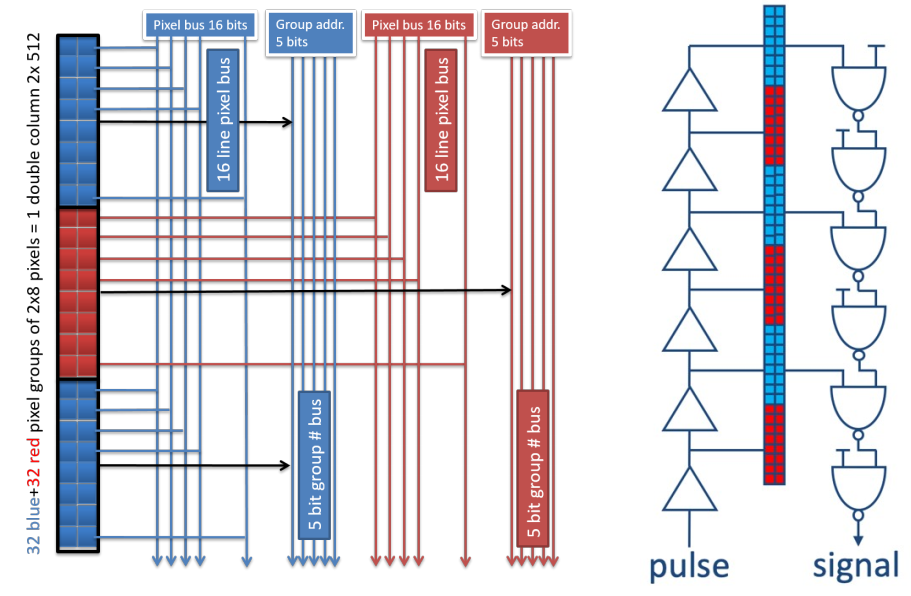 Pixel bus 16 bits
Group addr.
5 bits
Pixel bus 16 bits
Group addr.
5 bits
32 blue+32 red pixel groups of 2x8 pixels = 1 double column 2x 512
16 line pixel bus
16 line pixel bus
5 bit group # bus
5 bit group # bus
pulse
signal